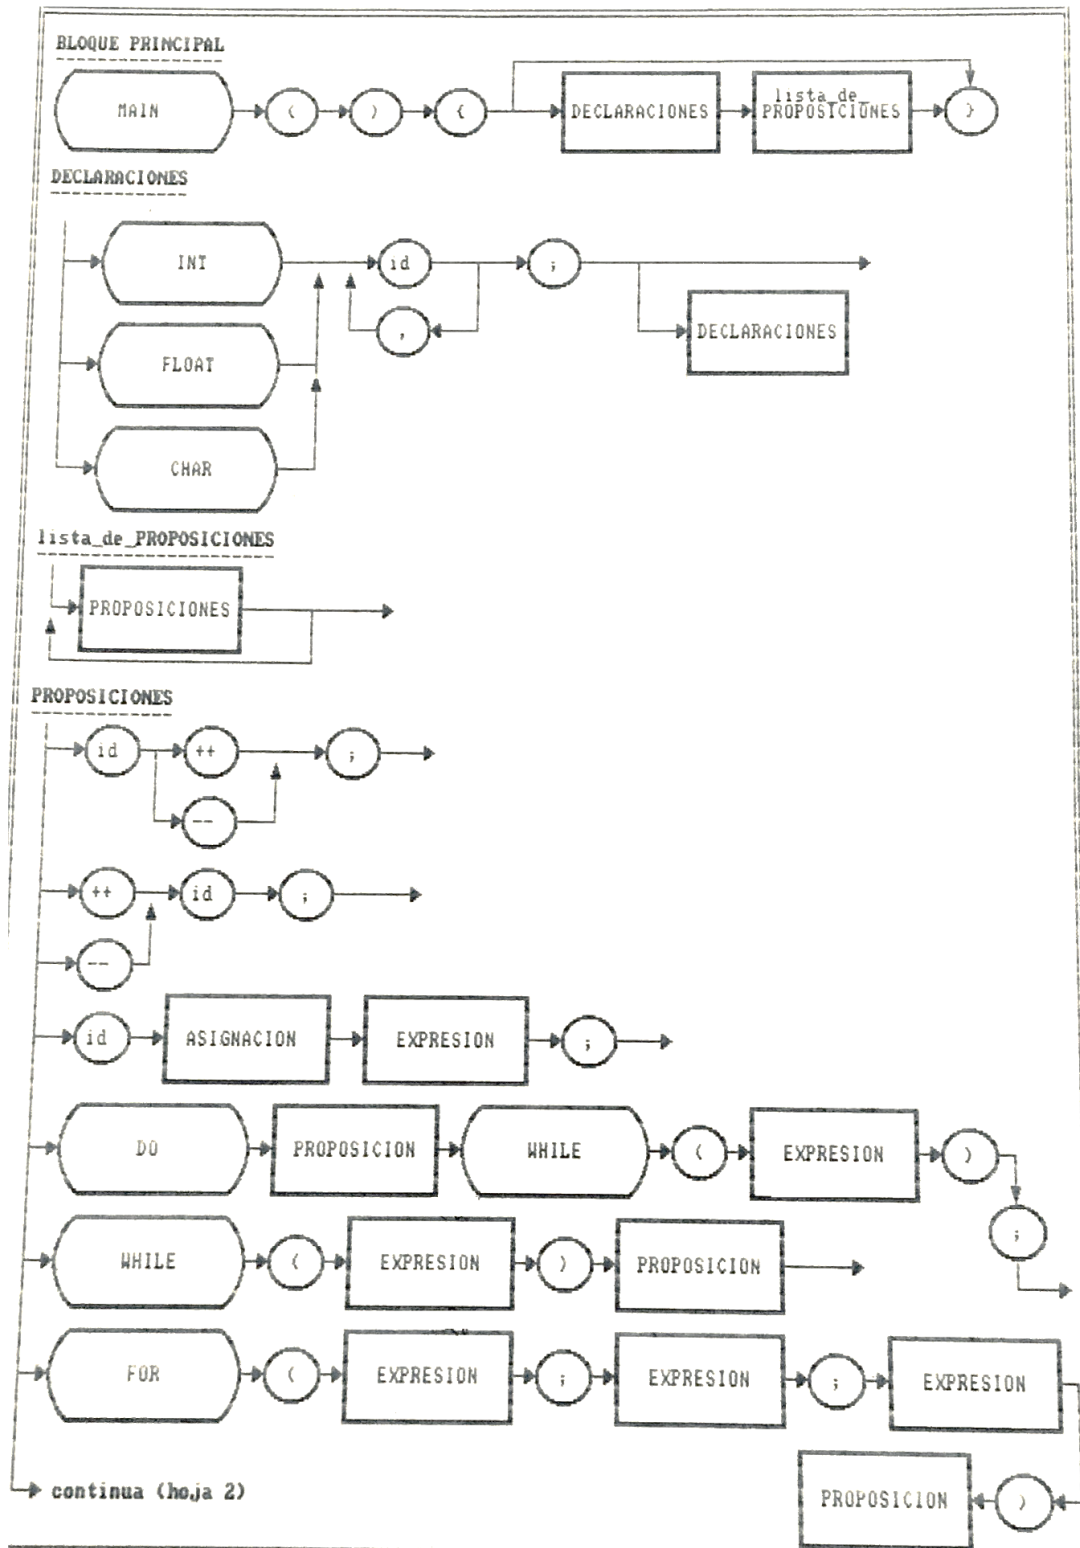 BLOQUE PRINCIPAL
MAIN ( ) { DECLARACIONES lista_de_ PROPOSICIONES }
DECLARACIONES
INT id ;
, DECLARACIONES
FLOAT
CHAR
lista_de_PROPOSICIONES
PROPOSICIONES
PROPOSICIONES
id ++ ;
--
++ id ;
--
id ASIGNACION EXPRESION ;
DO PROPOSICION WHILE ( EXPRESION )
;
WHILE ( EXPRESION ) PROPOSICION
FOR ( EXPRESION ; EXPRESION ; EXPRESION
continua (hoja 2)
PROPOSICION )